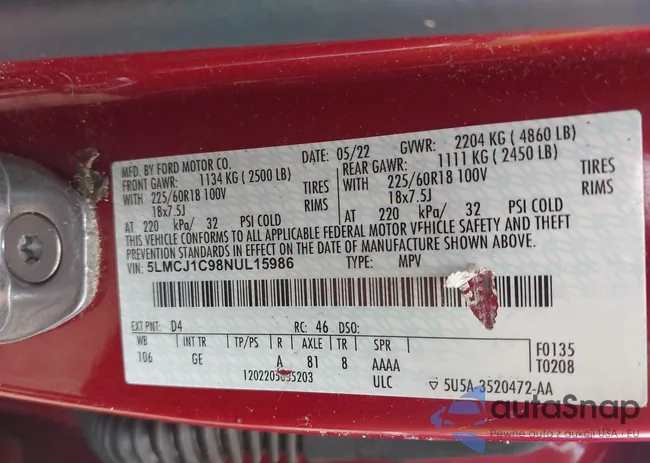 MFD. BY FORD MOTOR CO. DATE: 05/22 GVWR: 2204 KG ( 4860 LB)
FRONT GAWR: 1134 KG ( 2500 LB) REAR GAWR: 1111 KG ( 2450 LB)
WITH 225/60R18 100V TIRES WITH 225/60R18 100V TIRES
18x7.5J RIMS 18x7.5J RIMS
AT 220 kPa/ 32 PSI COLD AT 220 kPa/ 32 PSI COLD
THIS VEHICLE CONFORMS TO ALL APPLICABLE FEDERAL MOTOR VEHICLE SAFETY AND THEFT
PREVENTION STANDARDS IN EFFECT ON THE DATE OF MANUFACTURE SHOWN ABOVE.
VIN: 5LMCJ1C98NUL15986 TYPE: MPV
EXT PNT: D4 RC: 46 DSO:
WB INT TR TP/PS R AXLE TR SPR F0135
106 GE A 81 8 AAAA T0208
ULC 5U5A-3520472-AA
autoSnap
Pewne auto z aukcji USA i EU